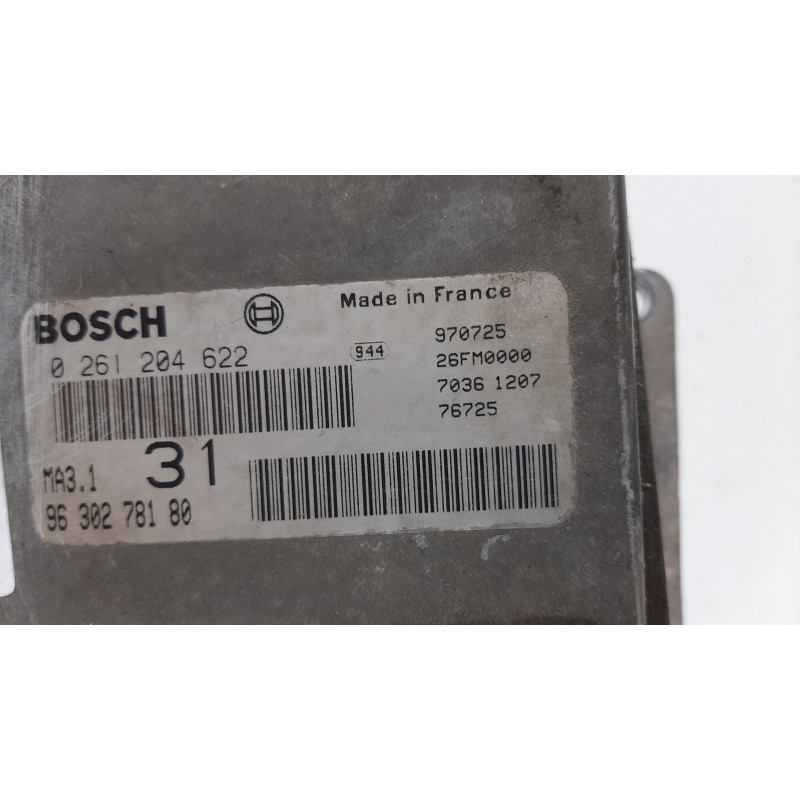 BOSCH
Made in France
0 261 204 622
944
970725
26FM0000
7036 1207
76725
MA3.1
31
96 302 781 80